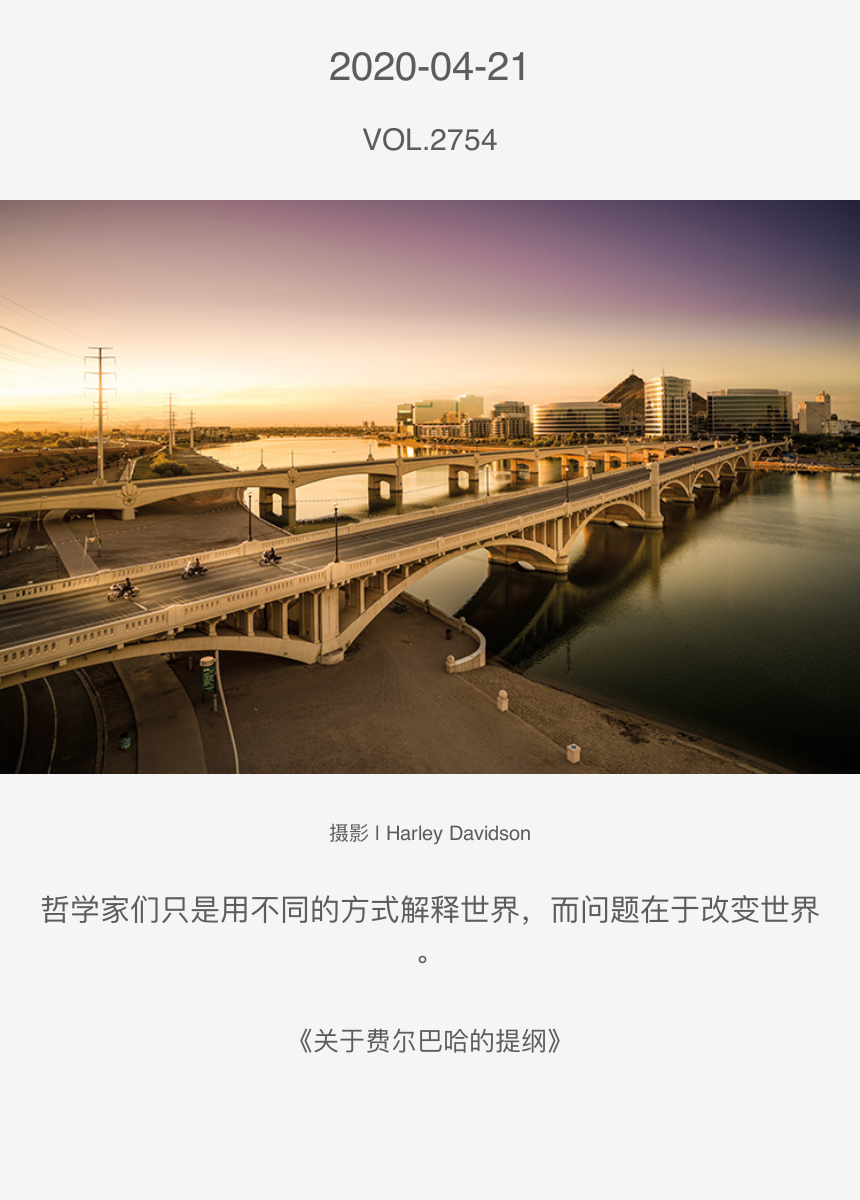 2020-04-21
VOL.2754
摄影 | Harley Davidson
哲学家们只是用不同的方式解释世界，而问题在于改变世界
。
《关于费尔巴哈的提纲》